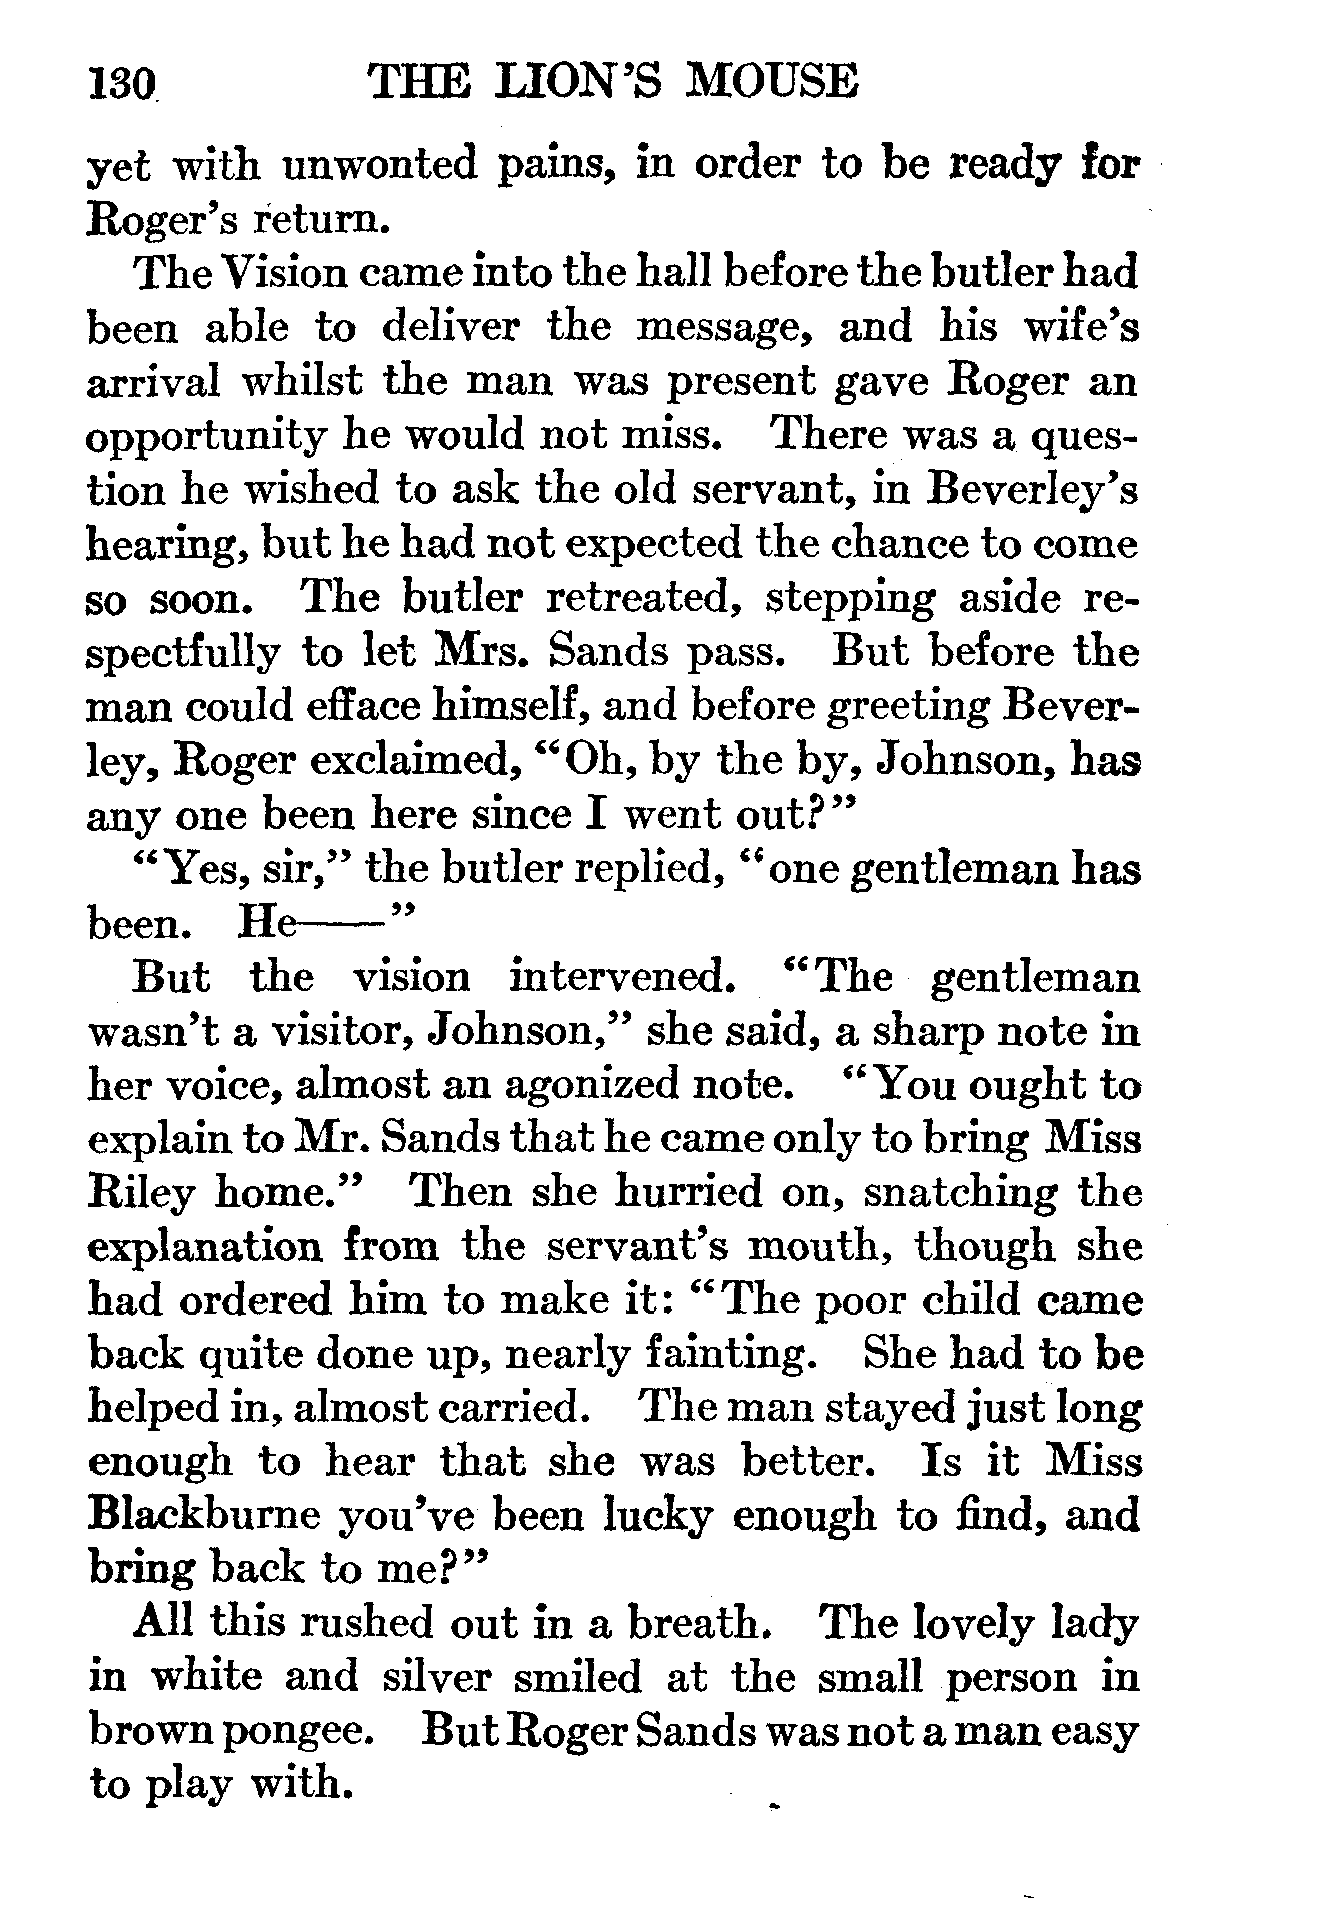 130 THE LION'S MOUSE
yet with unwonted pains, in order to be ready for
Roger's return.
The Vision came into the hall before the butler had
been able to deliver the message, and his wife's
arrival whilst the man was present gave Roger an
opportunity he would not miss. There was a ques-
tion he wished to ask the old servant, in Beverley's
hearing, but he had not expected the chance to come
so soon. The butler retreated, stepping aside re-
spectfully to let Mrs. Sands pass. But before the
man could efface himself, and before greeting Bever-
ley, Roger exclaimed, “Oh, by the by, Johnson, has
any one been here since I went out?”
“Yes, sir,” the butler replied, “one gentleman has
been. He——”
But the vision intervened. “The gentleman
wasn't a visitor, Johnson,” she said, a sharp note in
her voice, almost an agonized note. “You ought to
explain to Mr. Sands that he came only to bring Miss
Riley home.” Then she hurried on, snatching the
explanation from the servant's mouth, though she
had ordered him to make it: “The poor child came
back quite done up, nearly fainting. She had to be
helped in, almost carried. The man stayed just long
enough to hear that she was better. Is it Miss
Blackburne you've been lucky enough to find, and
bring back to me?”
All this rushed out in a breath. The lovely lady
in white and silver smiled at the small person in
brown pongee. But Roger Sands was not a man easy
to play with.